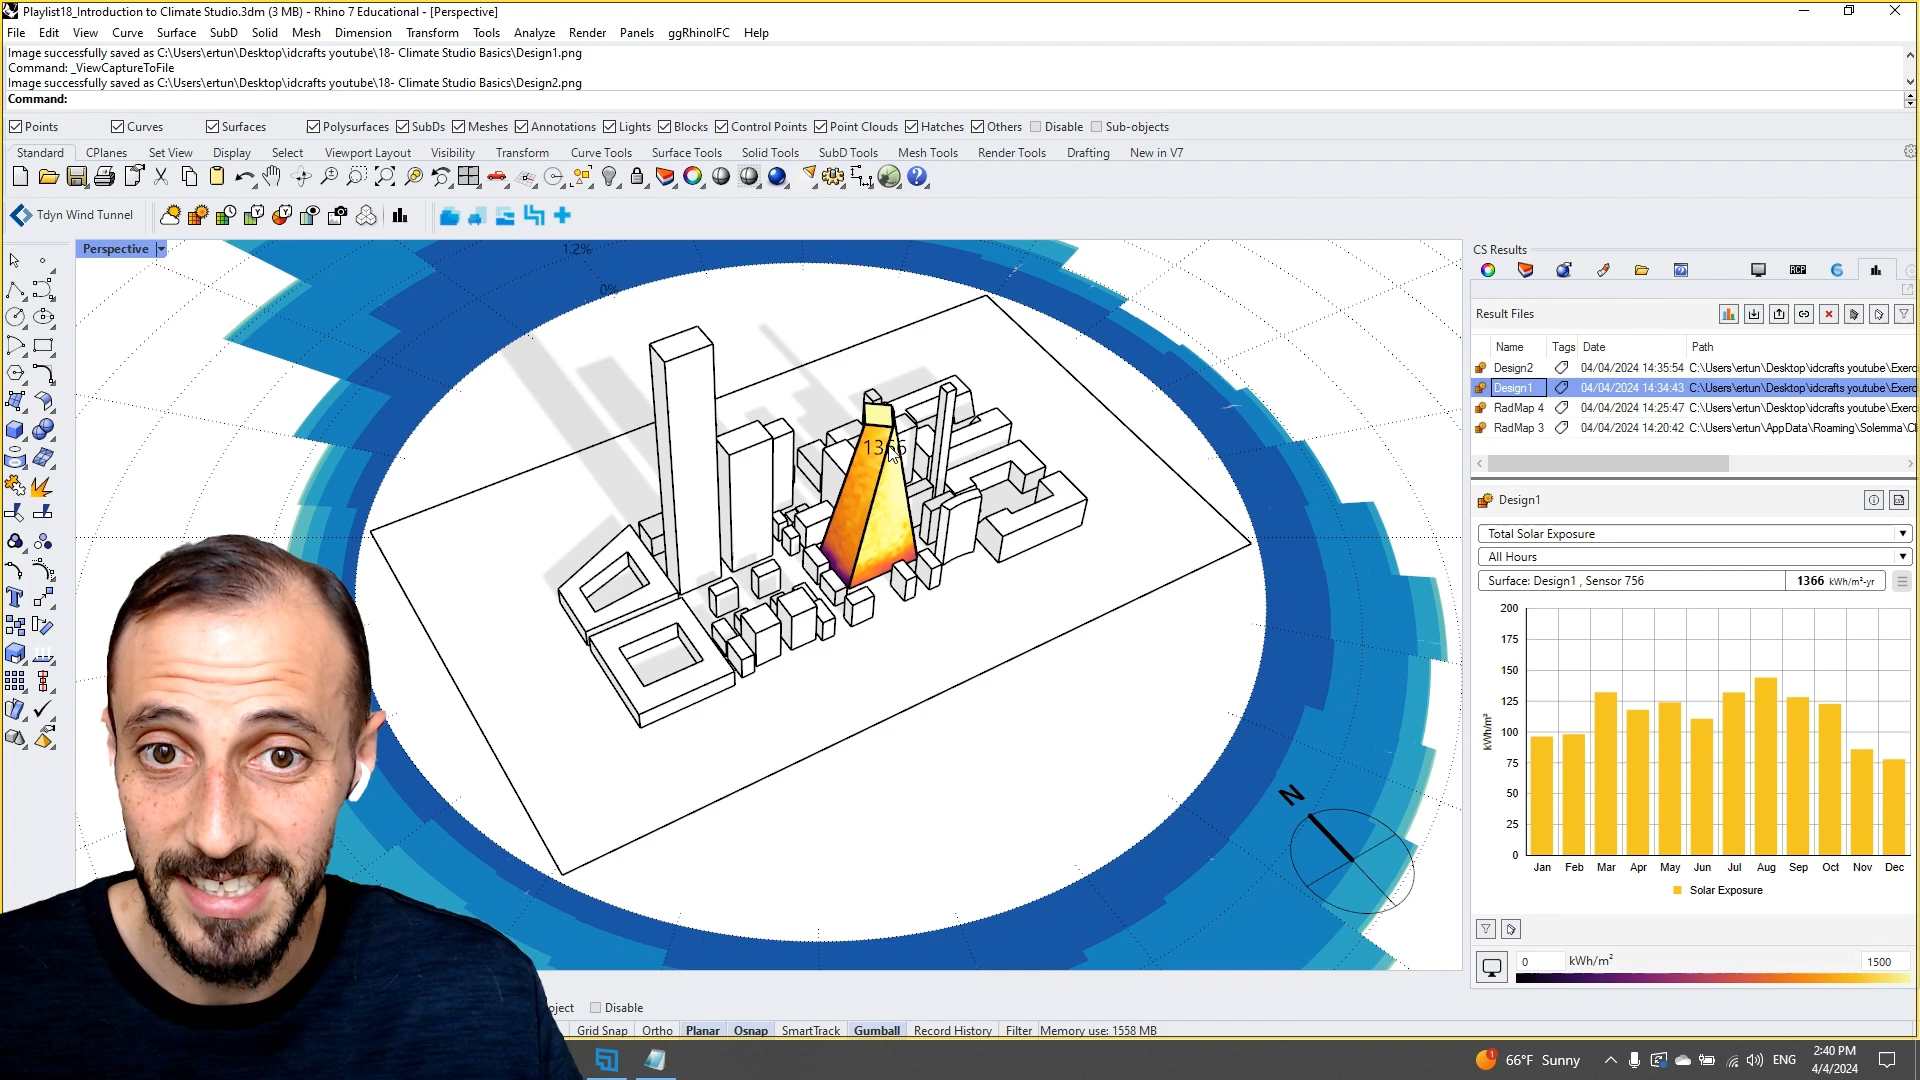 Playlist18_Introduction to Climate Studio.3dm (3 MB) - Rhino 7 Educational - [Perspective]
File Edit View Curve Surface SubD Solid Mesh Dimension Transform Tools Analyze Render Panels ggRhinoIFC Help
Image successfully saved as C:\Users\ertun\Desktop\idcrafts youtube\18- Climate Studio Basics\Design1.png
Command: _ViewCaptureToFile
Image successfully saved as C:\Users\ertun\Desktop\idcrafts youtube\18- Climate Studio Basics\Design2.png
Command:
Points Curves Surfaces Polysurfaces SubDs Meshes Annotations Lights Blocks Control Points Point Clouds Hatches Others Disable Sub-objects
Standard CPlanes Set View Display Select Viewport Layout Visibility Transform Curve Tools Surface Tools Solid Tools SubD Tools Mesh Tools Render Tools Drafting New in V7
Tdyn Wind Tunnel
Perspective
1.2%
0%
1366
N
CS Results
RCP
Result Files
Name Tags Date Path
Design2 04/04/2024 14:35:54 C:\Users\ertun\Desktop\idcrafts youtube\Exerc
Design1 04/04/2024 14:34:43 C:\Users\ertun\Desktop\idcrafts youtube\Exerc
RadMap 4 04/04/2024 14:25:47 C:\Users\ertun\Desktop\idcrafts youtube\Exerc
RadMap 3 04/04/2024 14:20:42 C:\Users\ertun\AppData\Roaming\Solemma\Cl
Design1
Total Solar Exposure
All Hours
Surface: Design1 , Sensor 756 1366 kWh/m²-yr
200
175
150
125
100
75
50
25
0
kWh/m²
Jan Feb Mar Apr May Jun Jul Aug Sep Oct Nov Dec
Solar Exposure
0 kWh/m² 1500
oject Disable
Grid Snap Ortho Planar Osnap SmartTrack Gumball Record History Filter Memory use: 1558 MB
1 66°F Sunny ENG 2:40 PM
4/4/2024